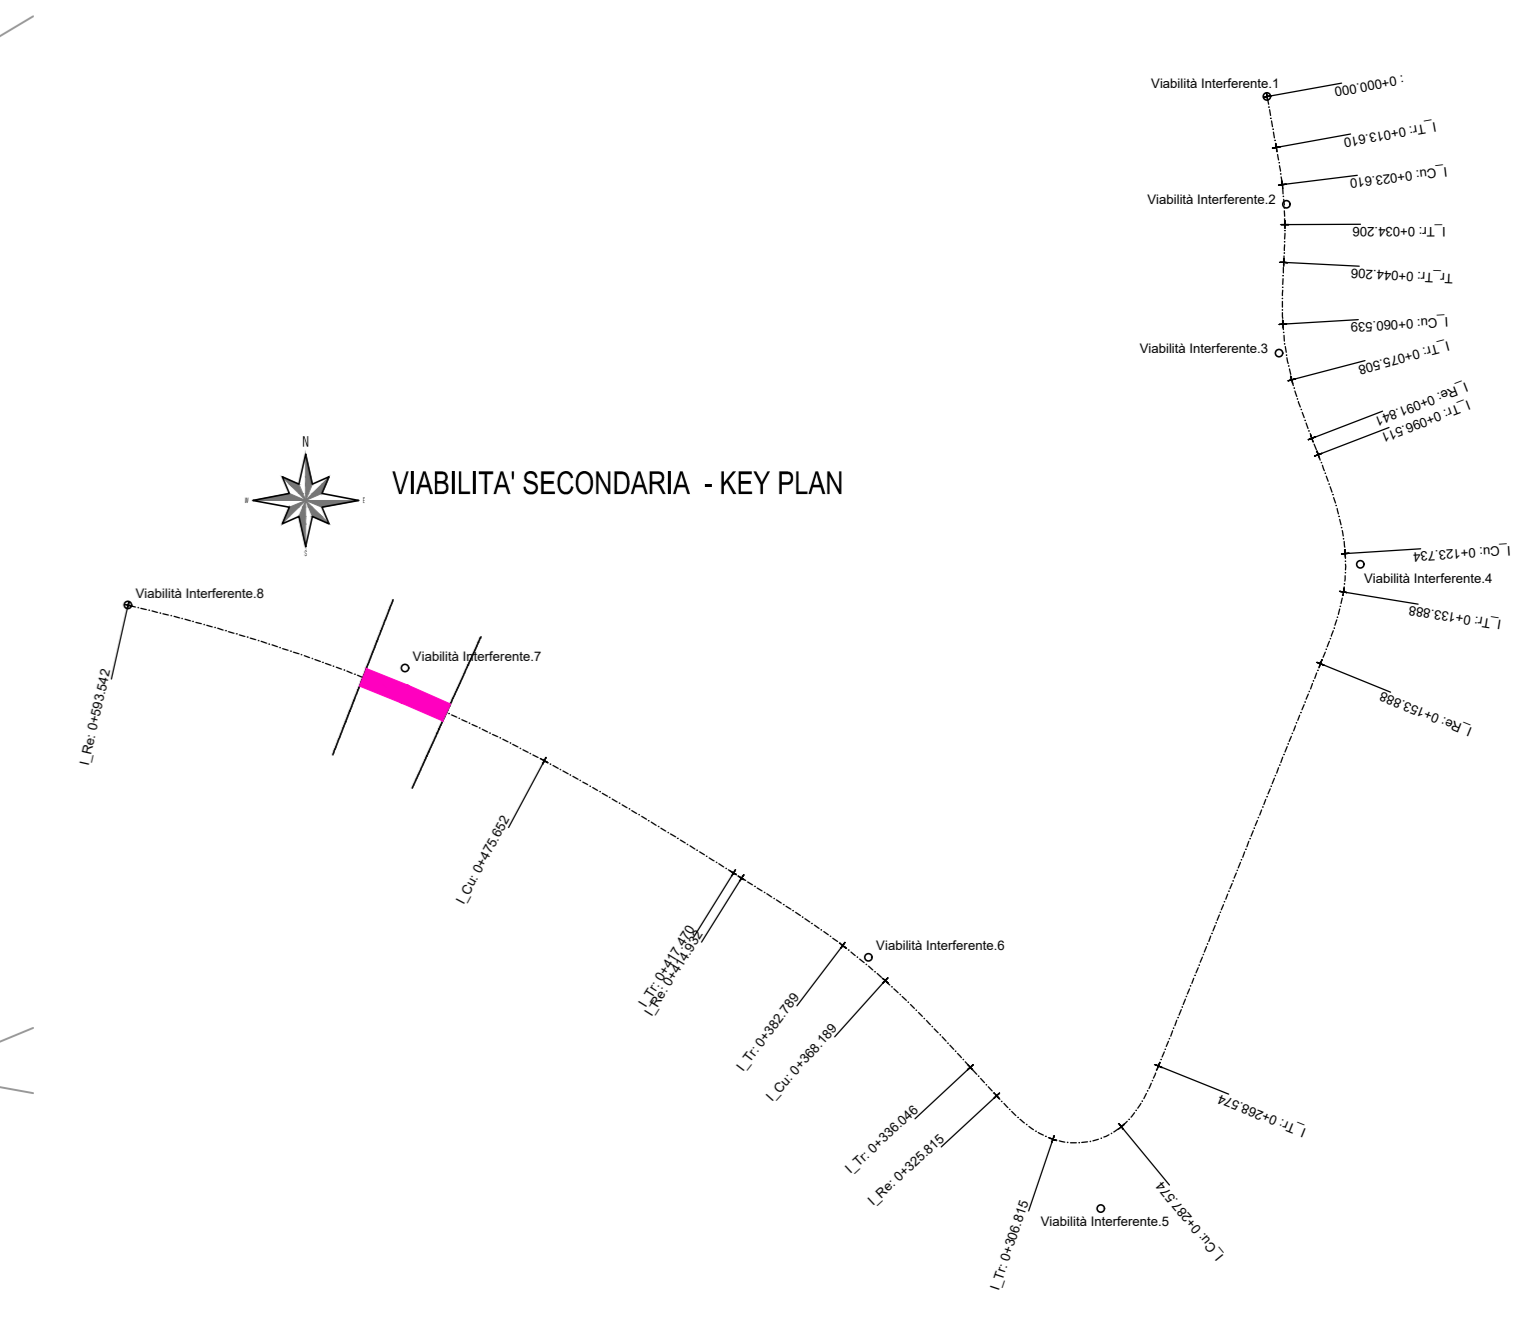 Viabilità Interferente.1
: 0+000.000
I_Tr: 0+013.610
I_Cu: 0+023.610
Viabilità Interferente.2
I_Tr: 0+034.206
Tr_Tr: 0+044.206
I_Cu: 0+060.539
Viabilità Interferente.3
I_Tr: 0+075.508
I_Re: 0+091.841
I_Tr: 0+096.511
N
W
E
S
VIABILITA' SECONDARIA - KEY PLAN
I_Cu: 0+123.734
Viabilità Interferente.4
I_Tr: 0+133.888
Viabilità Interferente.8
Viabilità Interferente.7
I_Re: 0+153.888
I_Re: 0+593.542
I_Cu: 0+475.652
I_Tr: 0+417.470
I_Re: 0+414.932
Viabilità Interferente.6
I_Tr: 0+382.789
I_Cu: 0+368.189
I_Tr: 0+336.046
I_Re: 0+325.815
I_Tr: 0+268.574
I_Tr: 0+306.815
I_Cu: 0+287.574
Viabilità Interferente.5